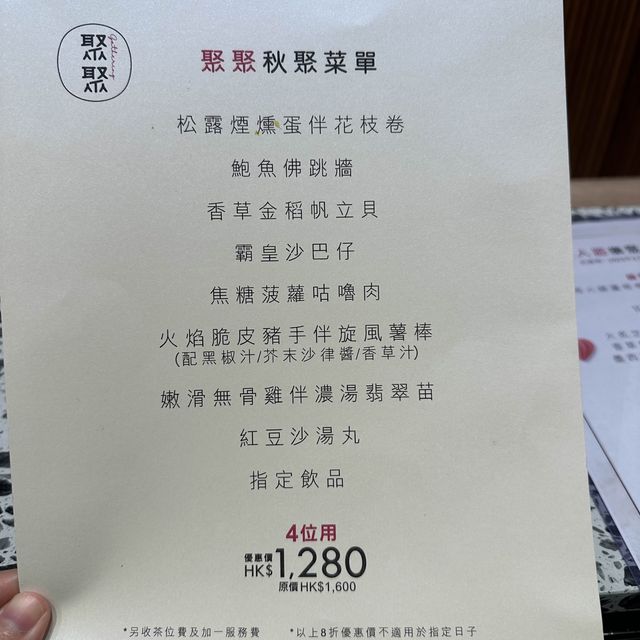 聚
聚
gathering
聚聚秋聚菜單
松露煙燻蛋伴花枝卷
鮑魚佛跳牆
香草金稻帆立貝
霸皇沙巴仔
焦糖菠蘿咕嚕肉
火焰脆皮豬手伴旋風薯棒
(配黑椒汁/芥末沙律醬/香草汁)
嫩滑無骨雞伴濃湯翡翠苗
紅豆沙湯丸
指定飲品
4位用
優惠價
HK$1,280
原價HK$1,600
*另收茶位費及加一服務費 *以上8折優惠價不適用於指定日子